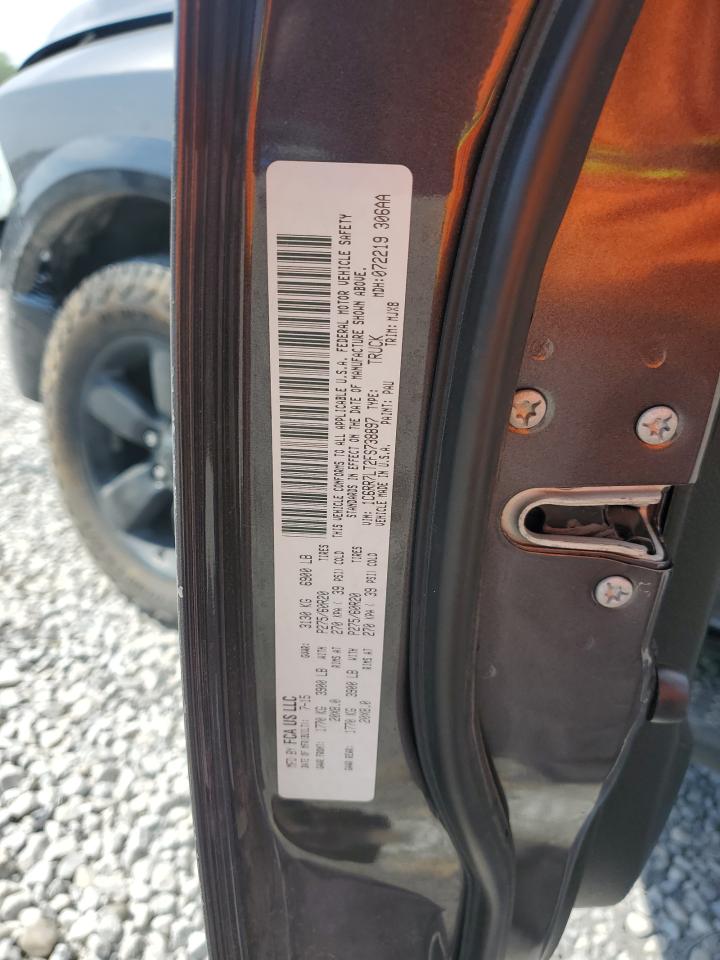 MFD BY FCA US LLC
DATE OF MFR(BUILT): 7-15
GVWR: 3130 KG 6900 LB
GAWR FRONT: 1770 KG 3900 LB WITH P275/60R20 TIRES
20X8.0 RIMS AT 270 KPA ( 39 PSI) COLD
GAWR REAR: 1770 KG 3900 LB WITH P275/60R20 TIRES
20X8.0 RIMS AT 270 KPA ( 39 PSI) COLD
THIS VEHICLE CONFORMS TO ALL APPLICABLE U.S.A. FEDERAL MOTOR VEHICLE SAFETY
STANDARDS IN EFFECT ON THE DATE OF MANUFACTURE SHOWN ABOVE.
VIN: 1C6RR7LT2FS738897 TYPE: TRUCK MDH:072219 306AA
VEHICLE MADE IN U.S.A. PAINT: PAU TRIM: MJX8